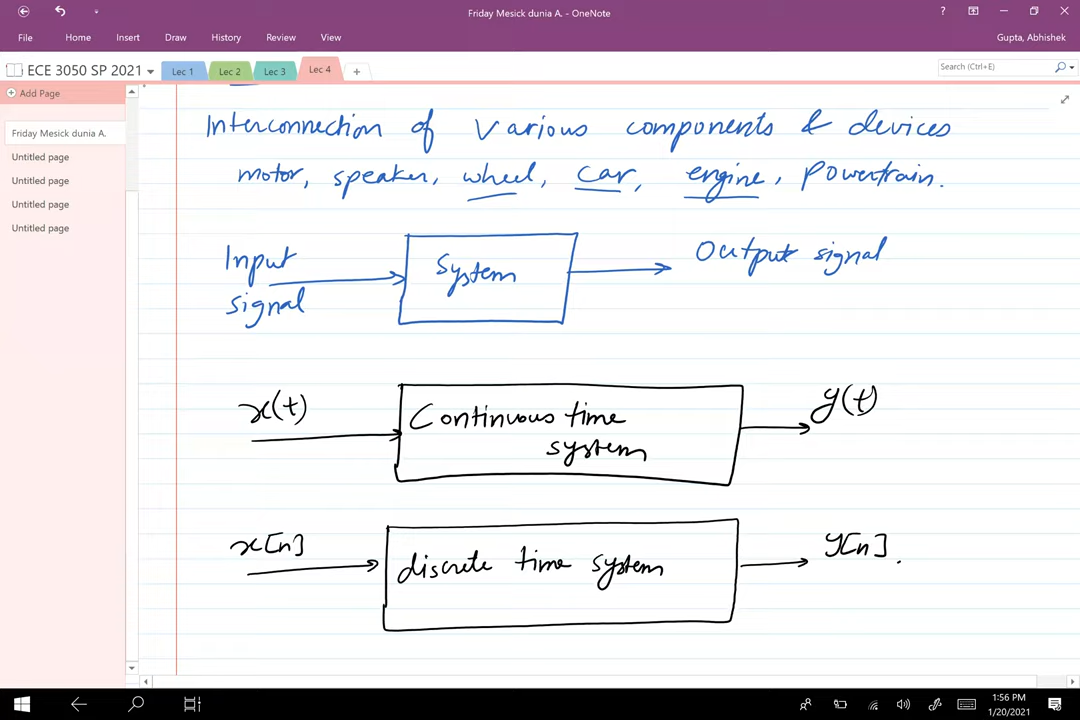 Friday Mesick dunia A. - OneNote
?
File Home Insert Draw History Review View
Gupta, Abhishek
ECE 3050 SP 2021
Lec 1 Lec 2 Lec 3 Lec 4 +
Search (Ctrl+E)
Add Page
Friday Mesick dunia A.
Untitled page
Untitled page
Untitled page
Untitled page
Interconnection of various components & devices
motor, speaker, wheel, car, engine, Powertrain.
Input signal
System
Output signal
x(t)
Continuous time
system
y(t)
x[n]
discrete time system
y[n].
1:56 PM
1/20/2021